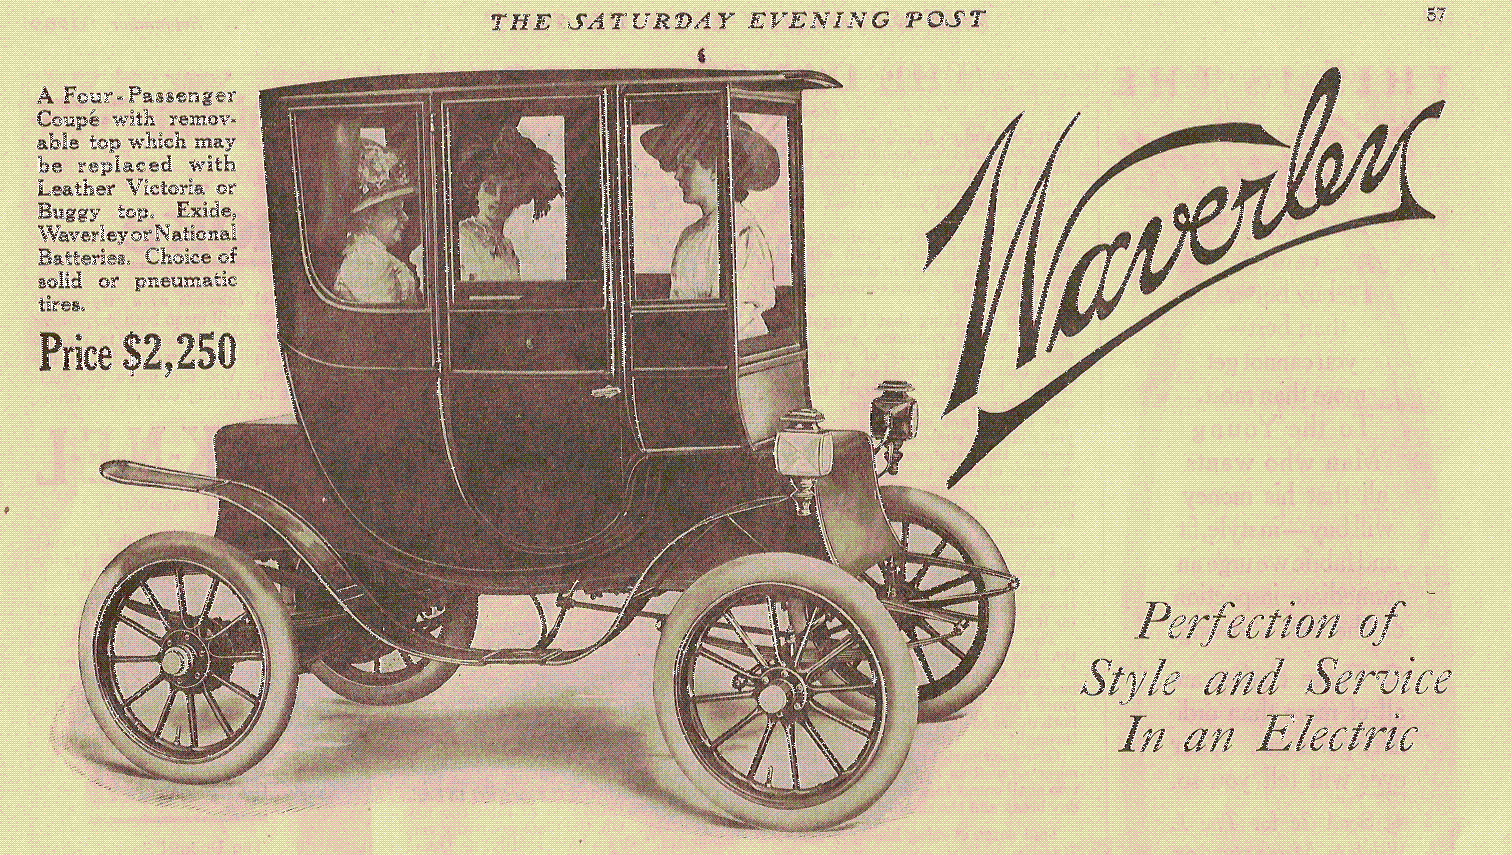 THE SATURDAY EVENING POST
57
A Four-Passenger
Coupé with remov-
able top which may
be replaced with
Leather Victoria or
Buggy top. Exide,
Waverley or National
Batteries. Choice of
solid or pneumatic
tires.
Price $2,250
Waverley
Perfection of
Style and Service
In an Electric